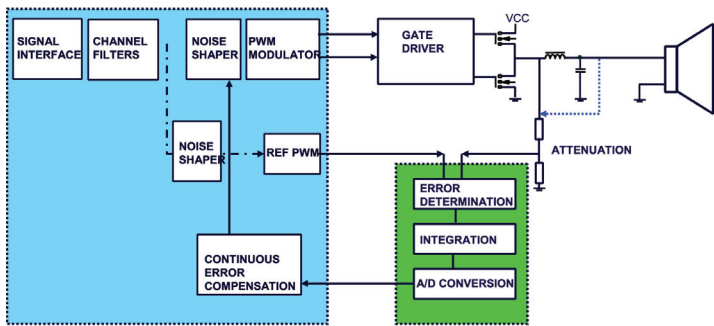 VCC
SIGNAL
INTERFACE
CHANNEL
FILTERS
NOISE
SHAPER
PWM
MODULATOR
GATE
DRIVER
NOISE
SHAPER
REF PWM
ATTENUATION
ERROR
DETERMINATION
INTEGRATION
CONTINUOUS
ERROR
COMPENSATION
A/D CONVERSION